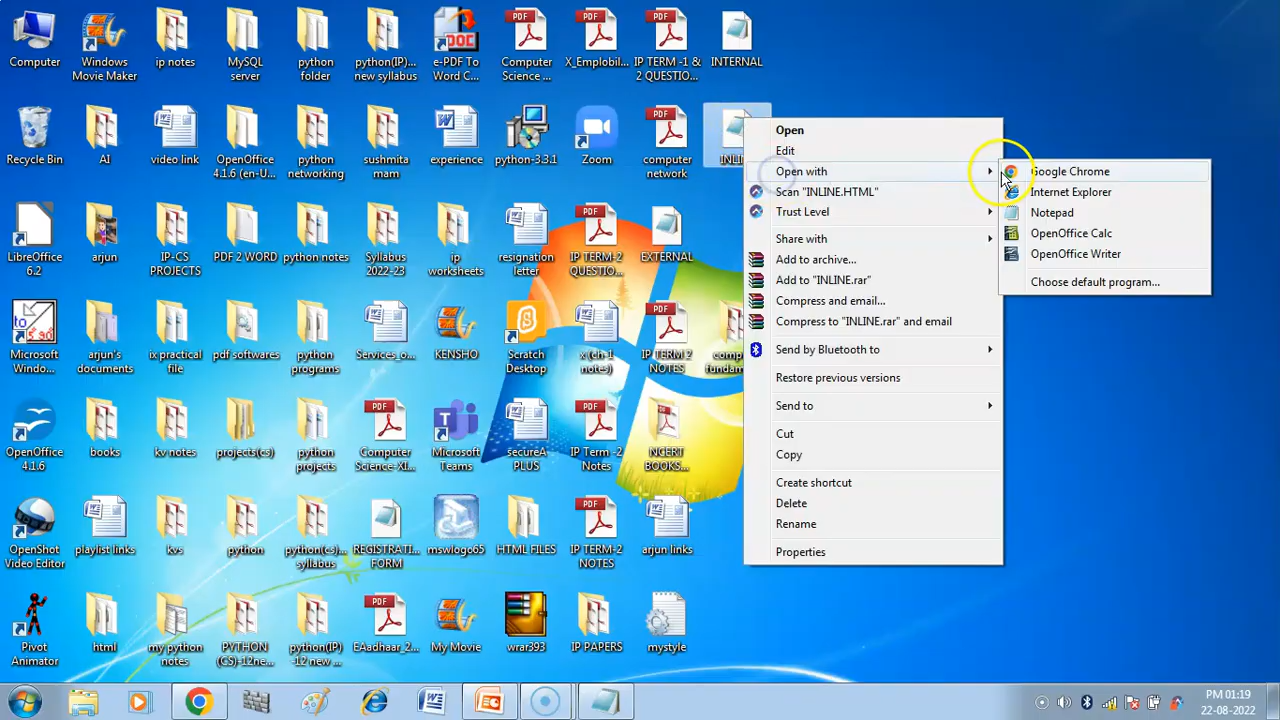 Computer
Windows
Movie Maker
ip notes
MySQL
server
python
folder
python(IP)...
new syllabus
e-PDF To
Word C...
Computer
Science ...
X_Emplobil...
IP TERM -1 &
2 QUESTIO...
INTERNAL
Recycle Bin
AI
video link
OpenOffice
4.1.6 (en-U...
python
networking
sushmita
mam
experience
python-3.3.1
Zoom
computer
network
LibreOffice
6.2
arjun
IP-CS
PROJECTS
PDF 2 WORD
python notes
Syllabus
2022-23
ip
worksheets
resignation
letter
IP TERM-2
QUESTIO...
EXTERNAL
Microsoft
Windo...
arjun's
documents
ix practical
file
pdf softwares
python
programs
Services_o...
KENSHO
Scratch
Desktop
x (ch-1
notes)
IP TERM 2
NOTES
OpenOffice
4.1.6
books
kv notes
projects(cs)
python
projects
Computer
Science-XI...
Microsoft
Teams
secureA
PLUS
IP Term -2
Notes
NCERT
BOOKS...
OpenShot
Video Editor
playlist links
kvs
python
python(cs)...
syllabus
REGISTRATI...
FORM
mswlogo65
HTML FILES
IP TERM-2
NOTES
arjun links
Pivot
Animator
html
my python
notes
PYTHON
(CS)-12ne...
python(IP)
-12 new ...
EAadhaar_2...
My Movie
wrar393
IP PAPERS
mystyle
Open
Edit
Open with
Scan "INLINE.HTML"
Trust Level
Share with
Add to archive...
Add to "INLINE.rar"
Compress and email...
Compress to "INLINE.rar" and email
Send by Bluetooth to
Restore previous versions
Send to
Cut
Copy
Create shortcut
Delete
Rename
Properties
Google Chrome
Internet Explorer
Notepad
OpenOffice Calc
OpenOffice Writer
Choose default program...
PM 01:19
22-08-2022